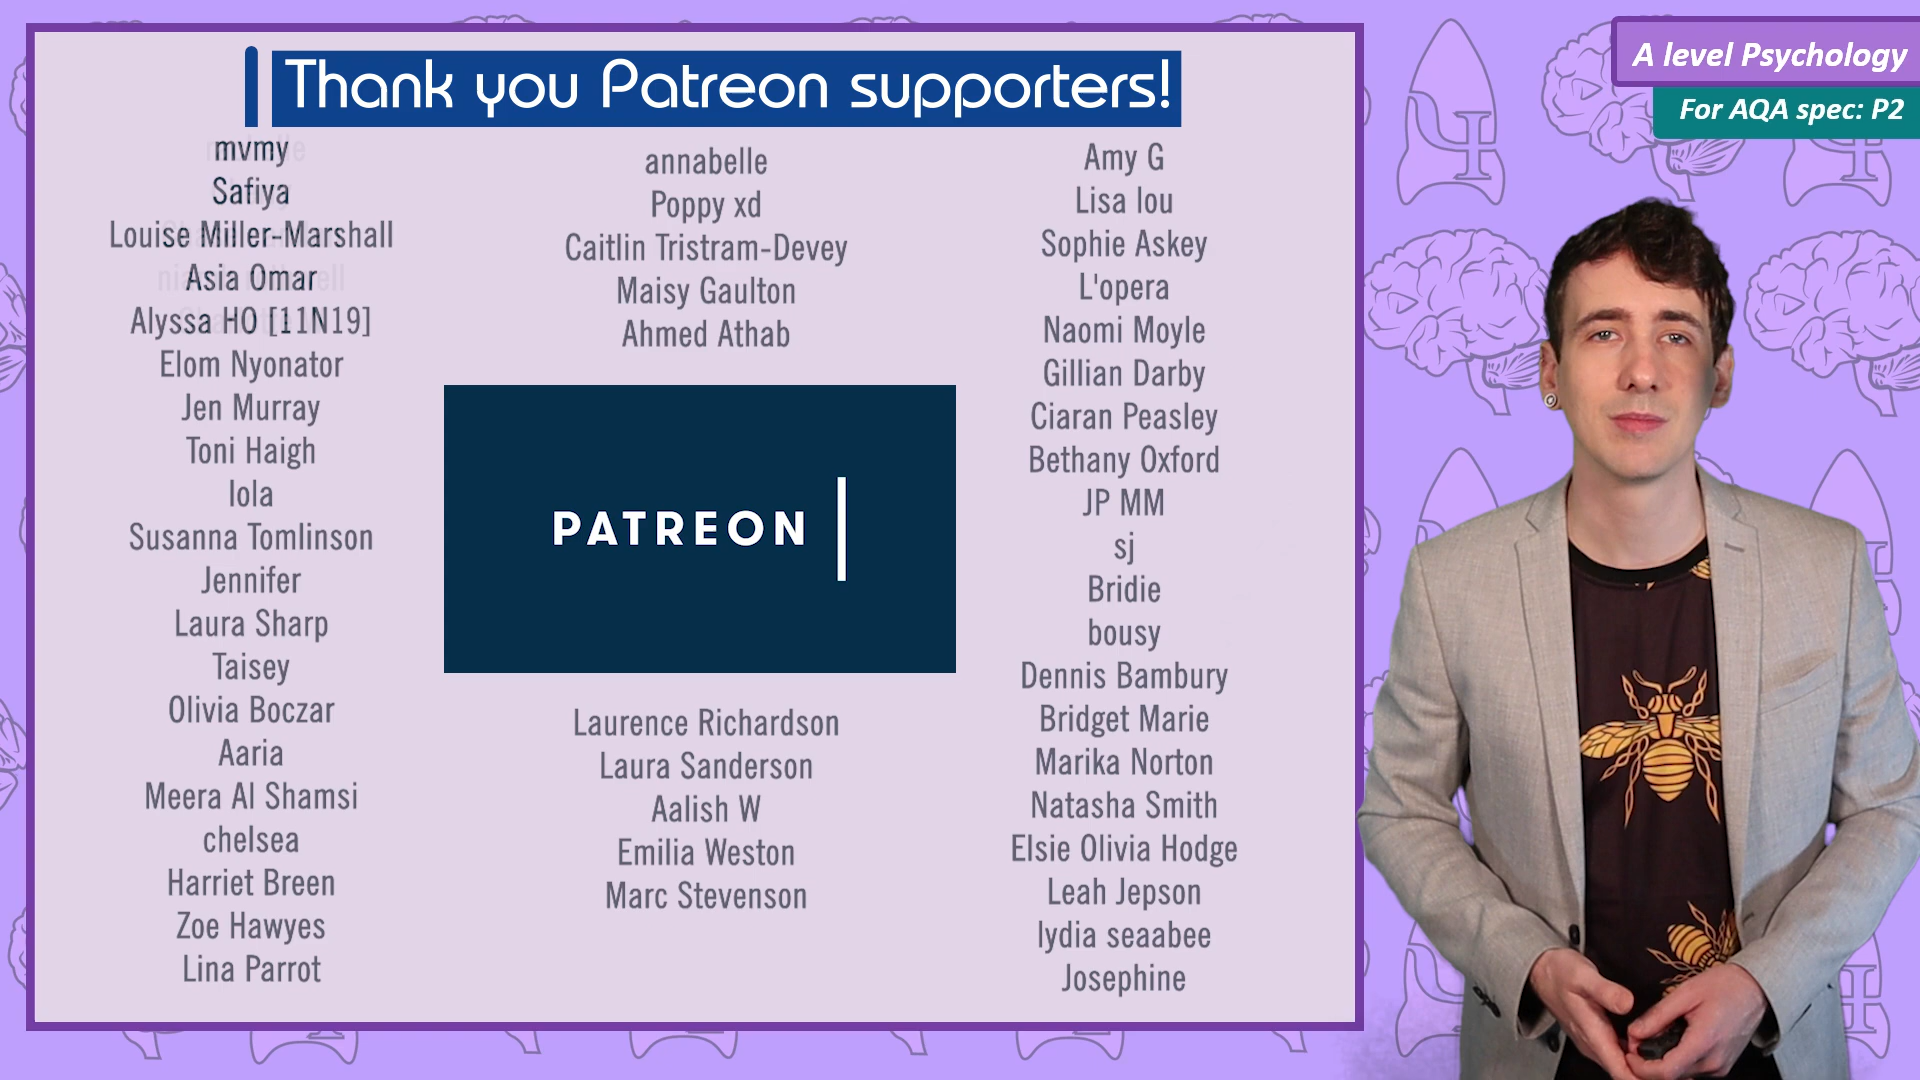 Thank you Patreon supporters!
A level Psychology
For AQA spec: P2
mvmy
Safiya
Louise Miller-Marshall
Asia Omar
Alyssa HO [11N19]
Elom Nyonator
Jen Murray
Toni Haigh
lola
Susanna Tomlinson
Jennifer
Laura Sharp
Taisey
Olivia Boczar
Aaria
Meera Al Shamsi
chelsea
Harriet Breen
Zoe Hawyes
Lina Parrot
annabelle
Poppy xd
Caitlin Tristram-Devey
Maisy Gaulton
Ahmed Athab
PATREON
Laurence Richardson
Laura Sanderson
Aalish W
Emilia Weston
Marc Stevenson
Amy G
Lisa lou
Sophie Askey
L'opera
Naomi Moyle
Gillian Darby
Ciaran Peasley
Bethany Oxford
JP MM
sj
Bridie
bousy
Dennis Bambury
Bridget Marie
Marika Norton
Natasha Smith
Elsie Olivia Hodge
Leah Jepson
lydia seaabee
Josephine